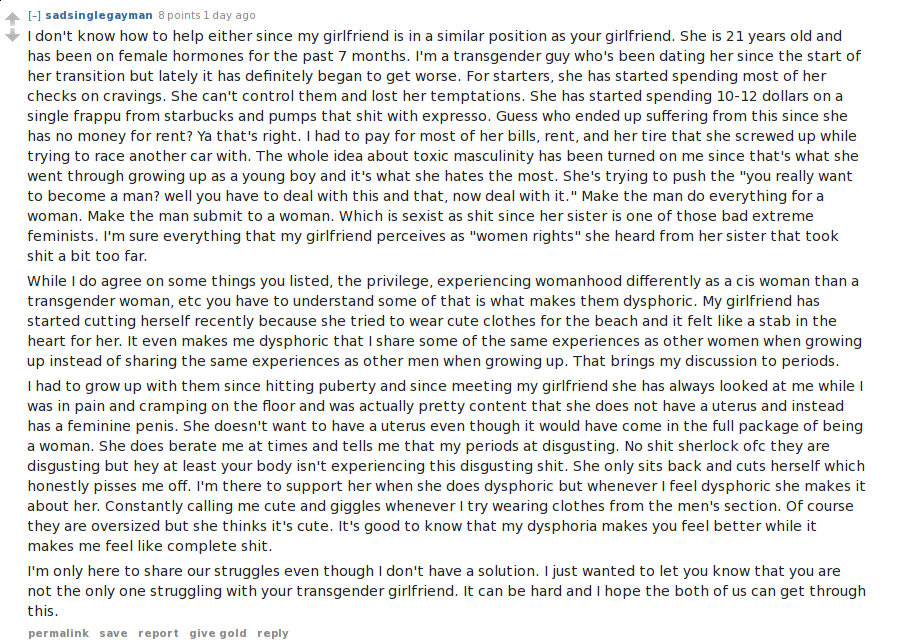 [–] sadsinglegayman 8 points 1 day ago
I don't know how to help either since my girlfriend is in a similar position as your girlfriend. She is 21 years old and
has been on female hormones for the past 7 months. I'm a transgender guy who's been dating her since the start of
her transition but lately it has definitely began to get worse. For starters, she has started spending most of her
checks on cravings. She can't control them and lost her temptations. She has started spending 10-12 dollars on a
single frappu from starbucks and pumps that shit with expresso. Guess who ended up suffering from this since she
has no money for rent? Ya that's right. I had to pay for most of her bills, rent, and her tire that she screwed up while
trying to race another car with. The whole idea about toxic masculinity has been turned on me since that's what she
went through growing up as a young boy and it's what she hates the most. She's trying to push the "you really want
to become a man? well you have to deal with this and that, now deal with it." Make the man do everything for a
woman. Make the man submit to a woman. Which is sexist as shit since her sister is one of those bad extreme
feminists. I'm sure everything that my girlfriend perceives as "women rights" she heard from her sister that took
shit a bit too far.
While I do agree on some things you listed, the privilege, experiencing womanhood differently as a cis woman than a
transgender woman, etc you have to understand some of that is what makes them dysphoric. My girlfriend has
started cutting herself recently because she tried to wear cute clothes for the beach and it felt like a stab in the
heart for her. It even makes me dysphoric that I share some of the same experiences as other women when growing
up instead of sharing the same experiences as other men when growing up. That brings my discussion to periods.
I had to grow up with them since hitting puberty and since meeting my girlfriend she has always looked at me while I
was in pain and cramping on the floor and was actually pretty content that she does not have a uterus and instead
has a feminine penis. She doesn't want to have a uterus even though it would have come in the full package of being
a woman. She does berate me at times and tells me that my periods at disgusting. No shit sherlock ofc they are
disgusting but hey at least your body isn't experiencing this disgusting shit. She only sits back and cuts herself which
honestly pisses me off. I'm there to support her when she does dysphoric but whenever I feel dysphoric she makes it
about her. Constantly calling me cute and giggles whenever I try wearing clothes from the men's section. Of course
they are oversized but she thinks it's cute. It's good to know that my dysphoria makes you feel better while it
makes me feel like complete shit.
I'm only here to share our struggles even though I don't have a solution. I just wanted to let you know that you are
not the only one struggling with your transgender girlfriend. It can be hard and I hope the both of us can get through
this.
permalink save report give gold reply